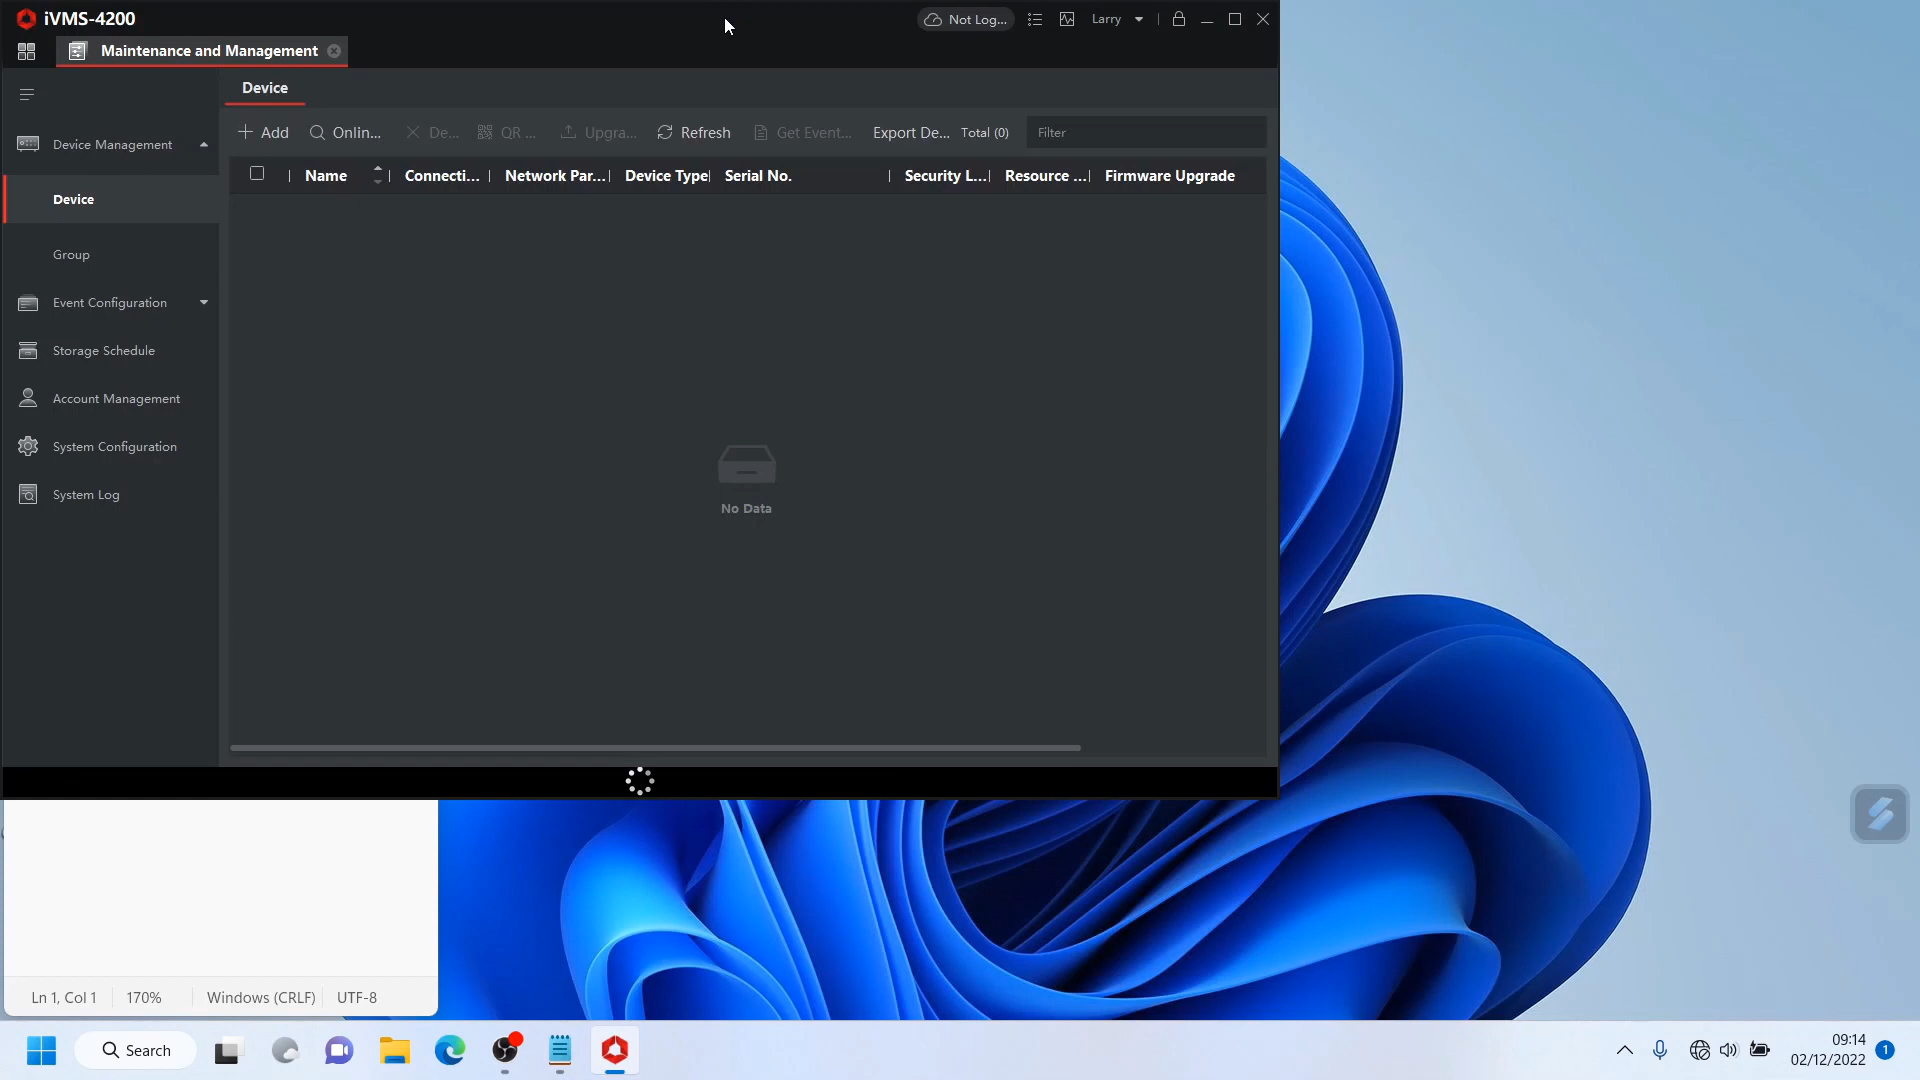 iVMS-4200
Not Log...
Larry
Maintenance and Management
Device
Add
Onlin...
De...
QR ...
Upgra...
Refresh
Get Event...
Export De...
Total (0)
Filter
Name
Connecti...
Network Par...
Device Type
Serial No.
Security L...
Resource ...
Firmware Upgrade
Device Management
Device
Group
Event Configuration
Storage Schedule
Account Management
System Configuration
System Log
No Data
Ln 1, Col 1
170%
Windows (CRLF)
UTF-8
Search
09:14
02/12/2022
1